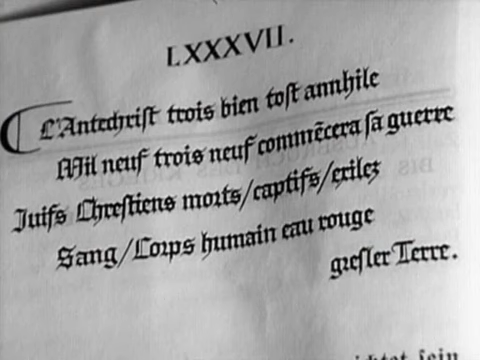 LXXXVII.
L'Antechrist trois bien tost annhile
Mil neuf trois neuf commẽcera sa guerre
Juifs Chrestiens morts/captifs/exilez
Sang/Corps humain eau rouge
gresler Terre.